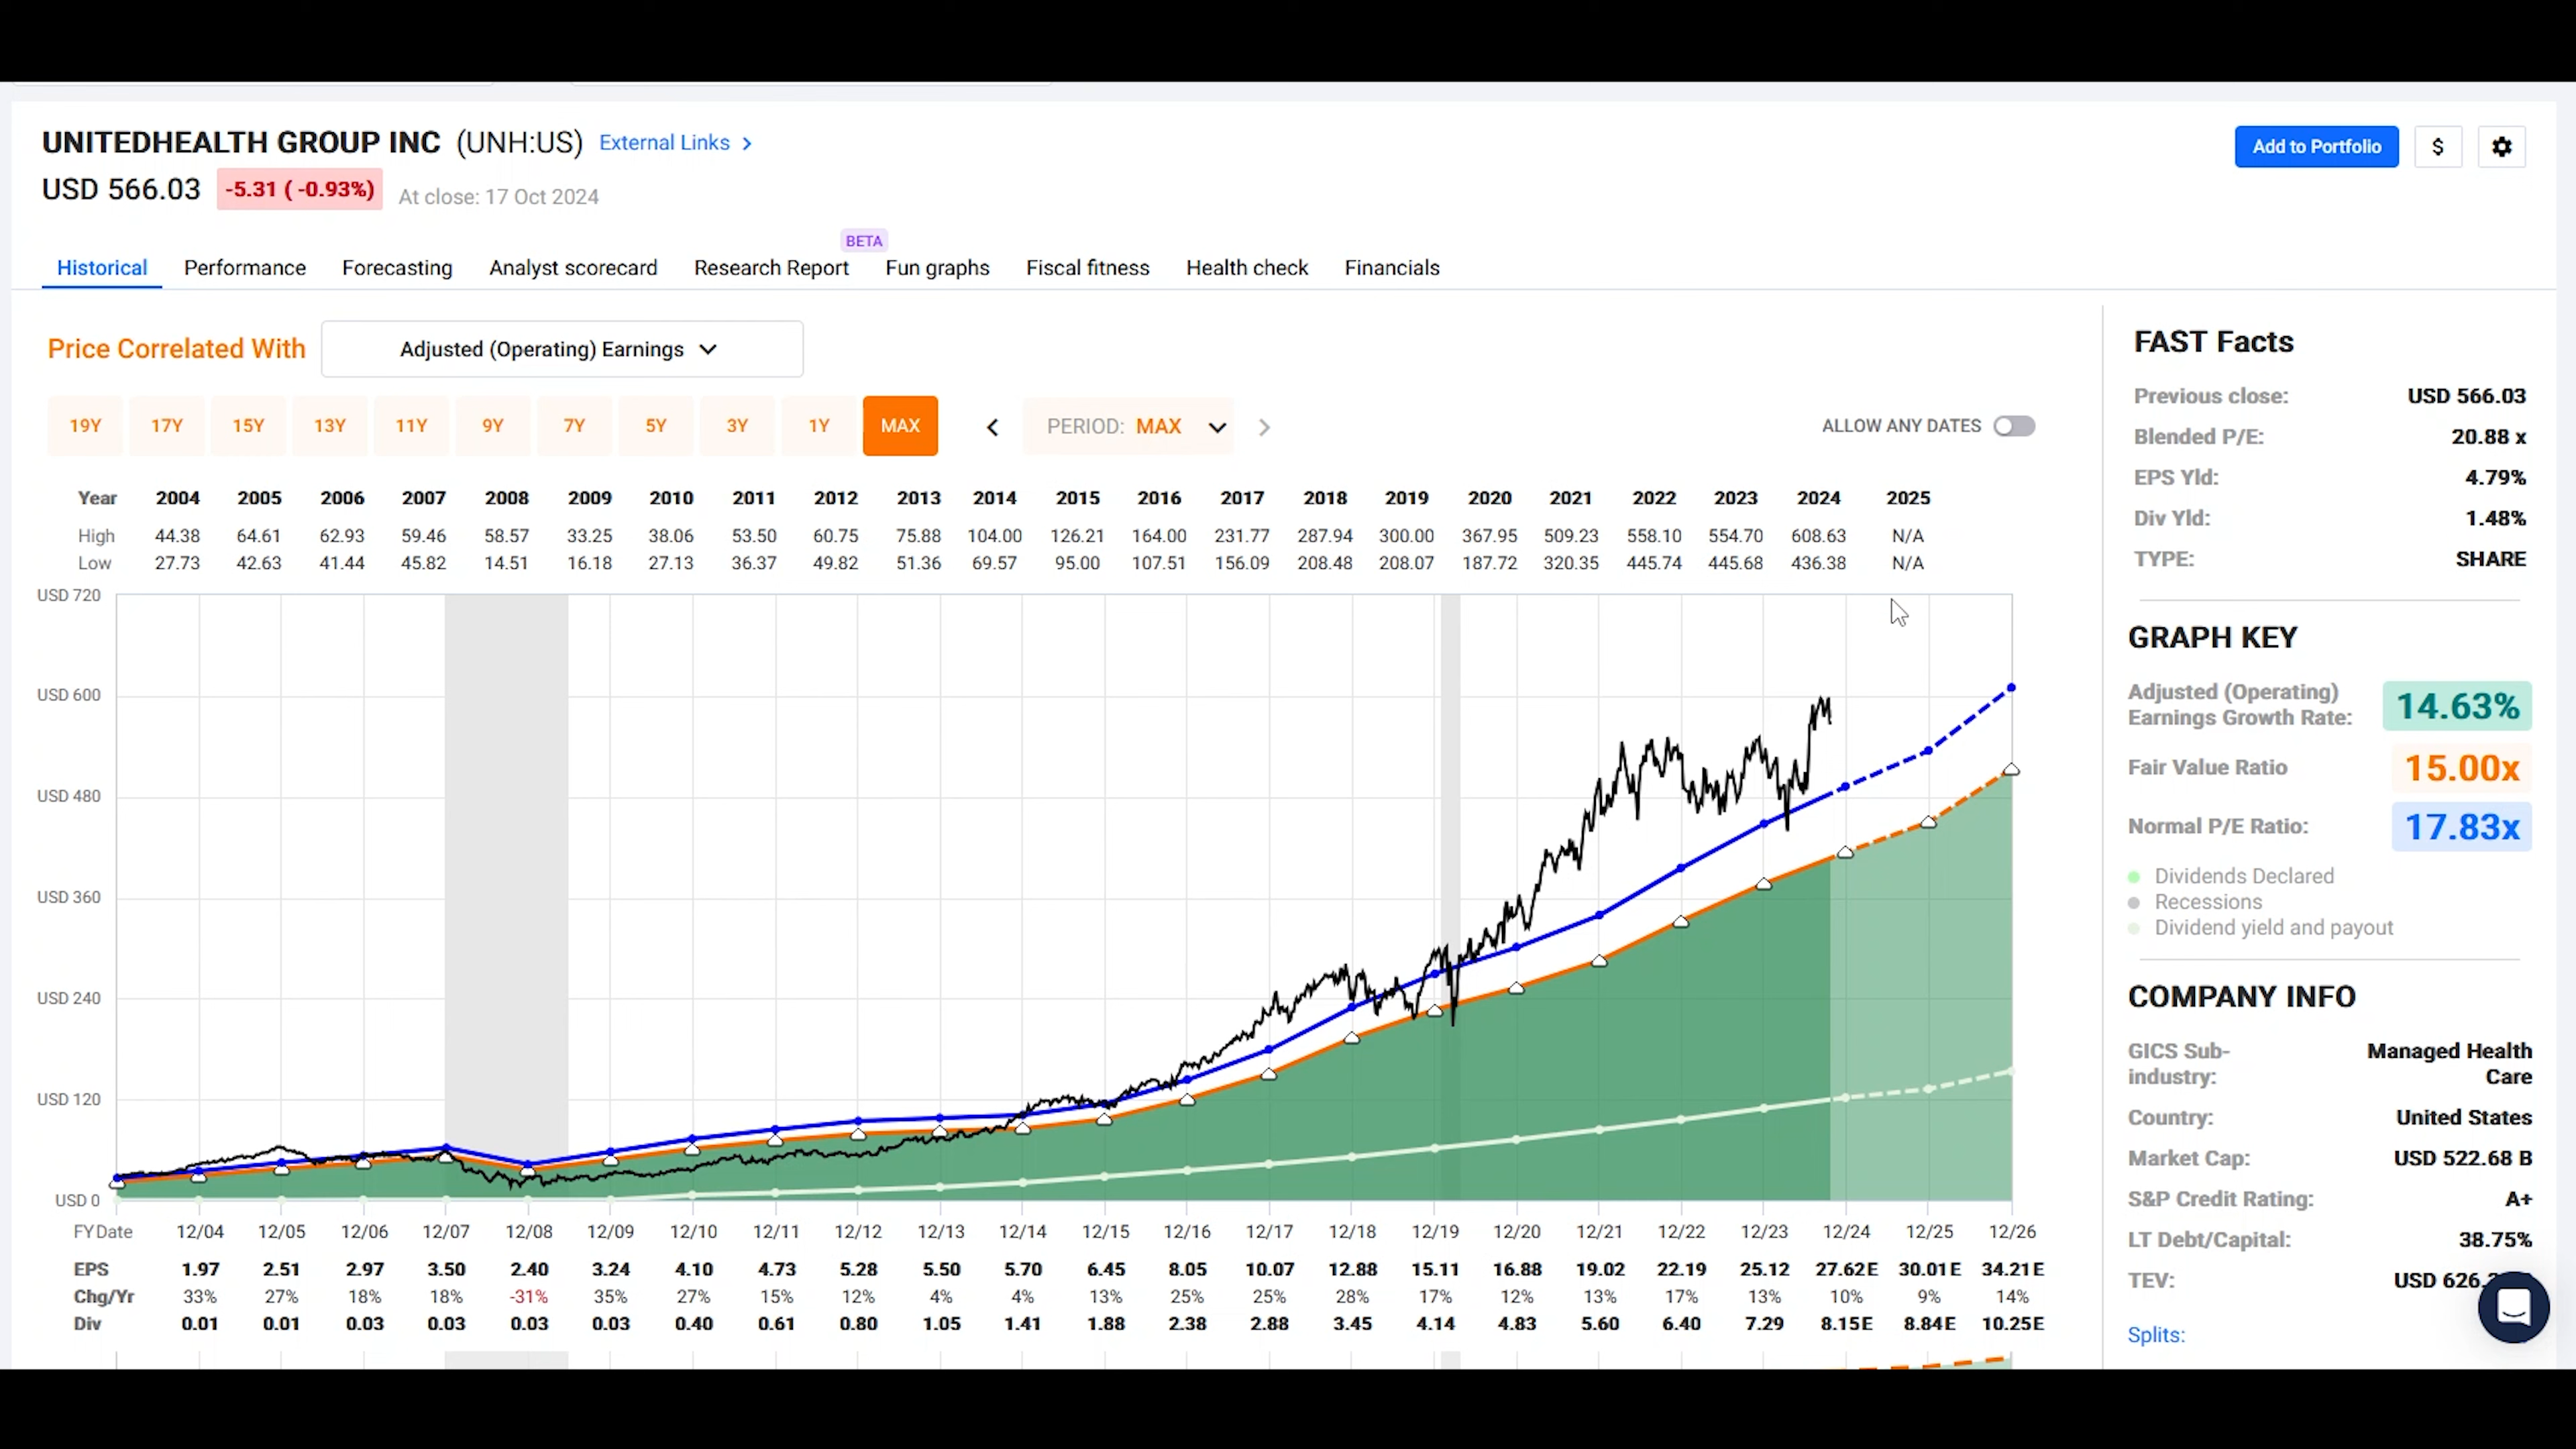 UNITEDHEALTH GROUP INC (UNH:US) External Links >
Add to Portfolio $
USD 566.03 -5.31 ( -0.93%) At close: 17 Oct 2024
BETA
Historical Performance Forecasting Analyst scorecard Research Report Fun graphs Fiscal fitness Health check Financials
Price Correlated With Adjusted (Operating) Earnings
19Y 17Y 15Y 13Y 11Y 9Y 7Y 5Y 3Y 1Y MAX < PERIOD: MAX > ALLOW ANY DATES
Year 2004 2005 2006 2007 2008 2009 2010 2011 2012 2013 2014 2015 2016 2017 2018 2019 2020 2021 2022 2023 2024 2025
High 44.38 64.61 62.93 59.46 58.57 33.25 38.06 53.50 60.75 75.88 104.00 126.21 164.00 231.77 287.94 300.00 367.95 509.23 558.10 554.70 608.63 N/A
Low 27.73 42.63 41.44 45.82 14.51 16.18 27.13 36.37 49.82 51.36 69.57 95.00 107.51 156.09 208.48 208.07 187.72 320.35 445.74 445.68 436.38 N/A
USD 720
USD 600
USD 480
USD 360
USD 240
USD 120
USD 0
FY Date 12/04 12/05 12/06 12/07 12/08 12/09 12/10 12/11 12/12 12/13 12/14 12/15 12/16 12/17 12/18 12/19 12/20 12/21 12/22 12/23 12/24 12/25 12/26
EPS 1.97 2.51 2.97 3.50 2.40 3.24 4.10 4.73 5.28 5.50 5.70 6.45 8.05 10.07 12.88 15.11 16.88 19.02 22.19 25.12 27.62E 30.01E 34.21E
Chg/Yr 33% 27% 18% 18% -31% 35% 27% 15% 12% 4% 4% 13% 25% 25% 28% 17% 12% 13% 17% 13% 10% 9% 14%
Div 0.01 0.01 0.03 0.03 0.03 0.03 0.40 0.61 0.80 1.05 1.41 1.88 2.38 2.88 3.45 4.14 4.83 5.60 6.40 7.29 8.15E 8.84E 10.25E
FAST Facts
Previous close: USD 566.03
Blended P/E: 20.88 x
EPS Yld: 4.79%
Div Yld: 1.48%
TYPE: SHARE
GRAPH KEY
Adjusted (Operating)
Earnings Growth Rate: 14.63%
Fair Value Ratio 15.00x
Normal P/E Ratio: 17.83x
Dividends Declared
Recessions
Dividend yield and payout
COMPANY INFO
GICS Sub- Managed Health
industry: Care
Country: United States
Market Cap: USD 522.68 B
S&P Credit Rating: A+
LT Debt/Capital: 38.75%
TEV: USD 626.
Splits: